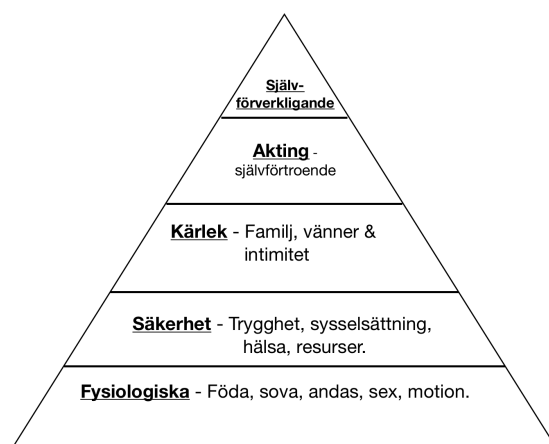 Själv-
förverkligande
Akting -
självförtroende
Kärlek - Familj, vänner &
intimitet
Säkerhet - Trygghet, sysselsättning,
hälsa, resurser.
Fysiologiska - Föda, sova, andas, sex, motion.